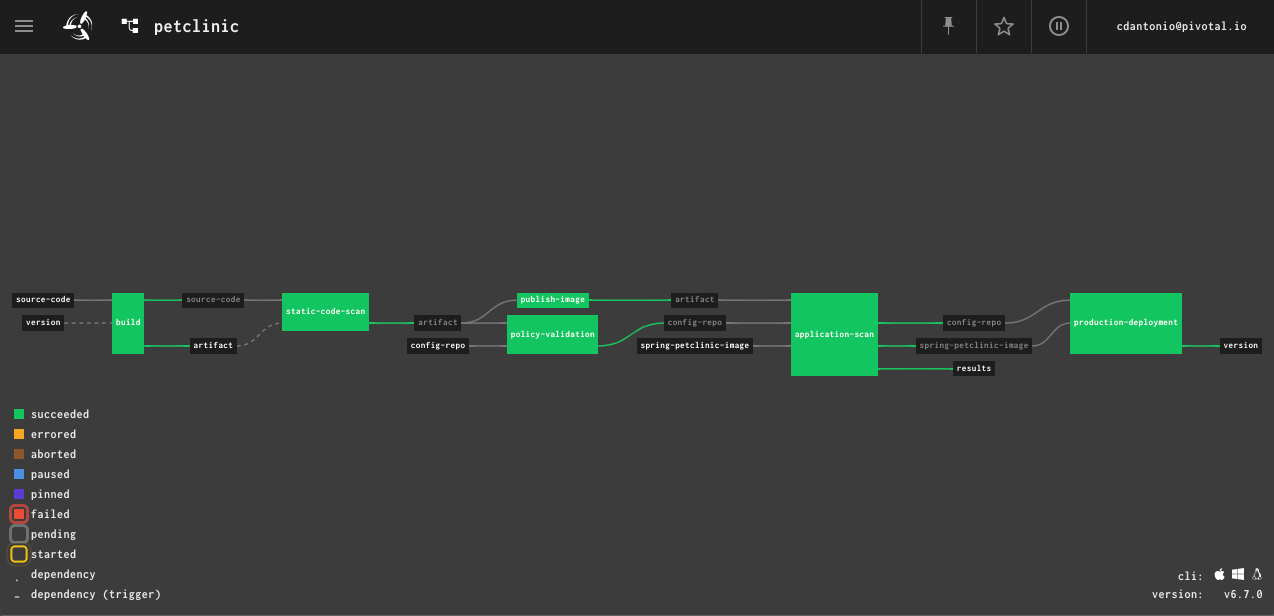 petclinic
cdantonio@pivotal.io
source-code
version
build
source-code
artifact
static-code-scan
artifact
config-repo
publish-image
policy-validation
artifact
config-repo
spring-petclinic-image
application-scan
config-repo
spring-petclinic-image
results
production-deployment
version
succeeded
errored
aborted
paused
pinned
failed
pending
started
dependency
dependency (trigger)
cli:
version: v6.7.0